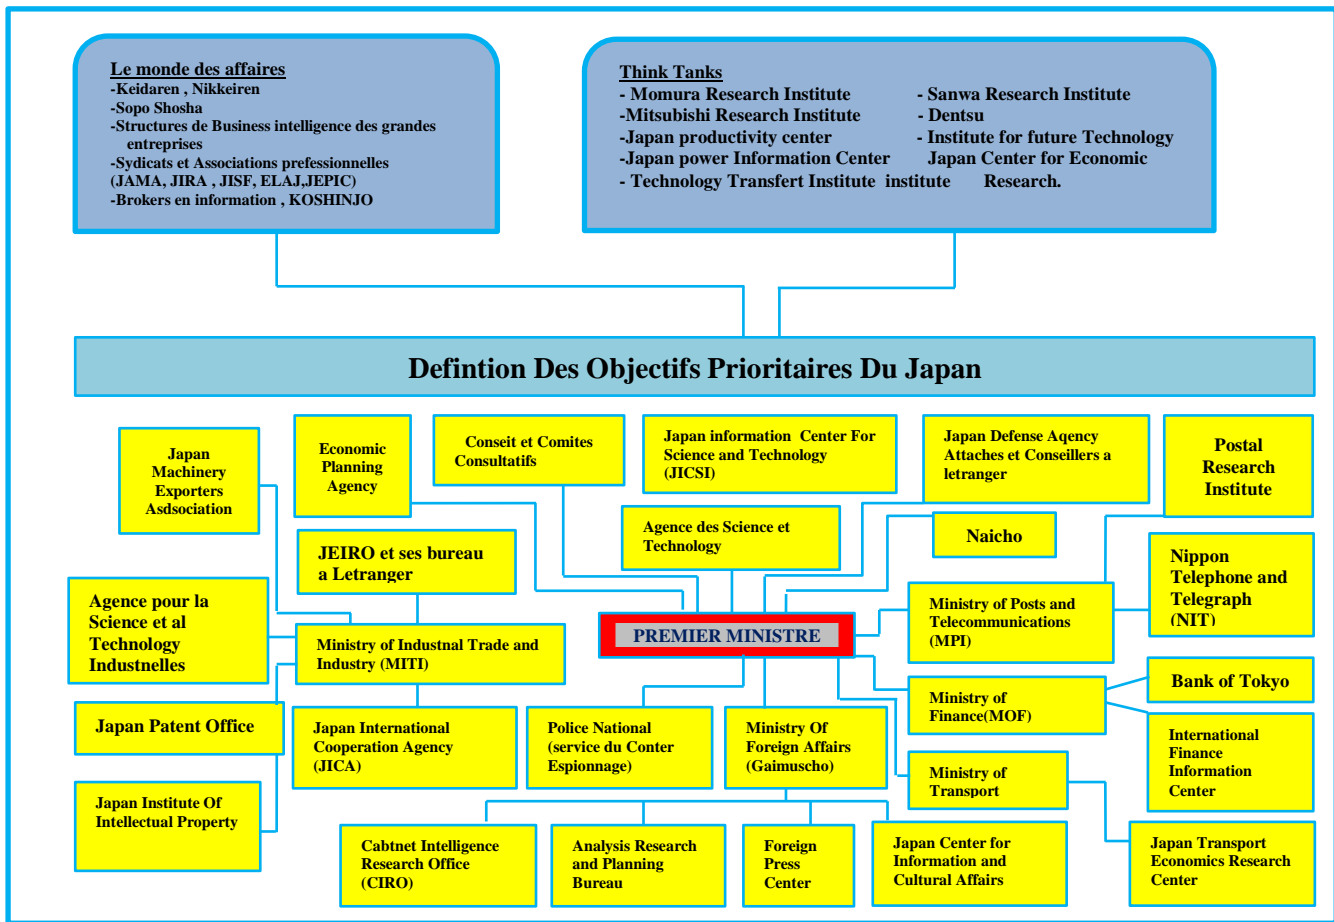 Le monde des affaires
-Keidaren , Nikkeiren
-Sopo Shosha
-Structures de Business intelligence des grandes
entreprises
-Sydicats et Associations prefessionnelles
(JAMA, JIRA , JISF, ELAJ,JEPIC)
-Brokers en information , KOSHINJO
Think Tanks
- Momura Research Institute - Sanwa Research Institute
-Mitsubishi Research Institute - Dentsu
-Japan productivity center - Institute for future Technology
-Japan power Information Center Japan Center for Economic
- Technology Transfert Institute institute Research.
Defintion Des Objectifs Prioritaires Du Japan
Japan
Machinery
Exporters
Asdsociation
Economic
Planning
Agency
Conseit et Comites
Consultatifs
Japan information Center For
Science and Technology
(JICSI)
Japan Defense Aqency
Attaches et Conseillers a
letranger
Postal
Research
Institute
Agence des Science et
Technology
Naicho
JEIRO et ses bureau
a Letranger
Nippon
Telephone and
Telegraph
(NIT)
Agence pour la
Science et al
Technology
Industnelles
Ministry of Industnal Trade and
Industry (MITI)
PREMIER MINISTRE
Ministry of Posts and
Telecommunications
(MPI)
Bank of Tokyo
Ministry of
Finance(MOF)
Japan Patent Office
Japan International
Cooperation Agency
(JICA)
Police National
(service du Conter
Espionnage)
Ministry Of
Foreign Affairs
(Gaimuscho)
International
Finance
Information
Center
Ministry of
Transport
Japan Institute Of
Intellectual Property
Cabtnet Intelligence
Research Office
(CIRO)
Analysis Research
and Planning
Bureau
Foreign
Press
Center
Japan Center for
Information and
Cultural Affairs
Japan Transport
Economics Research
Center